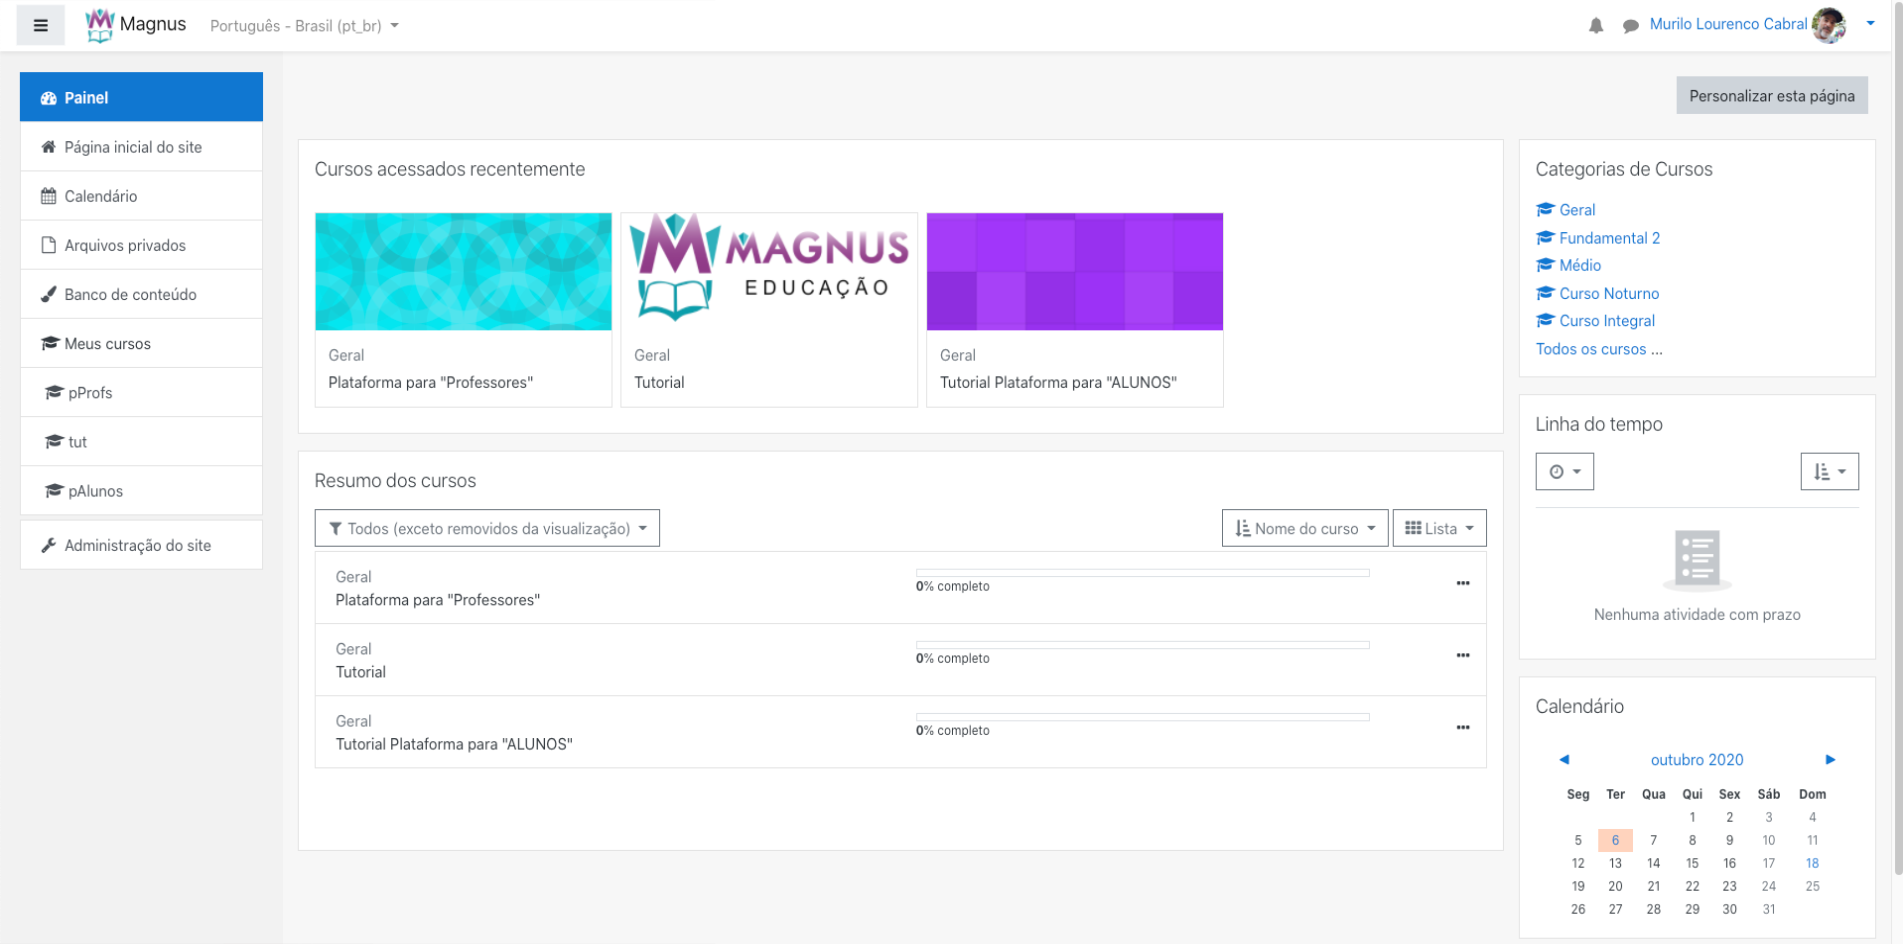 Magnus
Português - Brasil (pt_br)
Murilo Lourenco Cabral
Painel
Página inicial do site
Calendário
Arquivos privados
Banco de conteúdo
Meus cursos
pProfs
tut
pAlunos
Administração do site
Personalizar esta página
Cursos acessados recentemente
MAGNUS
EDUCAÇÃO
Geral
Plataforma para "Professores"
Geral
Tutorial
Geral
Tutorial Plataforma para "ALUNOS"
Resumo dos cursos
Todos (exceto removidos da visualização)
Nome do curso
Lista
Geral
Plataforma para "Professores"
0% completo
Geral
Tutorial
0% completo
Geral
Tutorial Plataforma para "ALUNOS"
0% completo
Categorias de Cursos
Geral
Fundamental 2
Médio
Curso Noturno
Curso Integral
Todos os cursos ...
Linha do tempo
Nenhuma atividade com prazo
Calendário
outubro 2020
Seg Ter Qua Qui Sex Sáb Dom
1 2 3 4
5 6 7 8 9 10 11
12 13 14 15 16 17 18
19 20 21 22 23 24 25
26 27 28 29 30 31